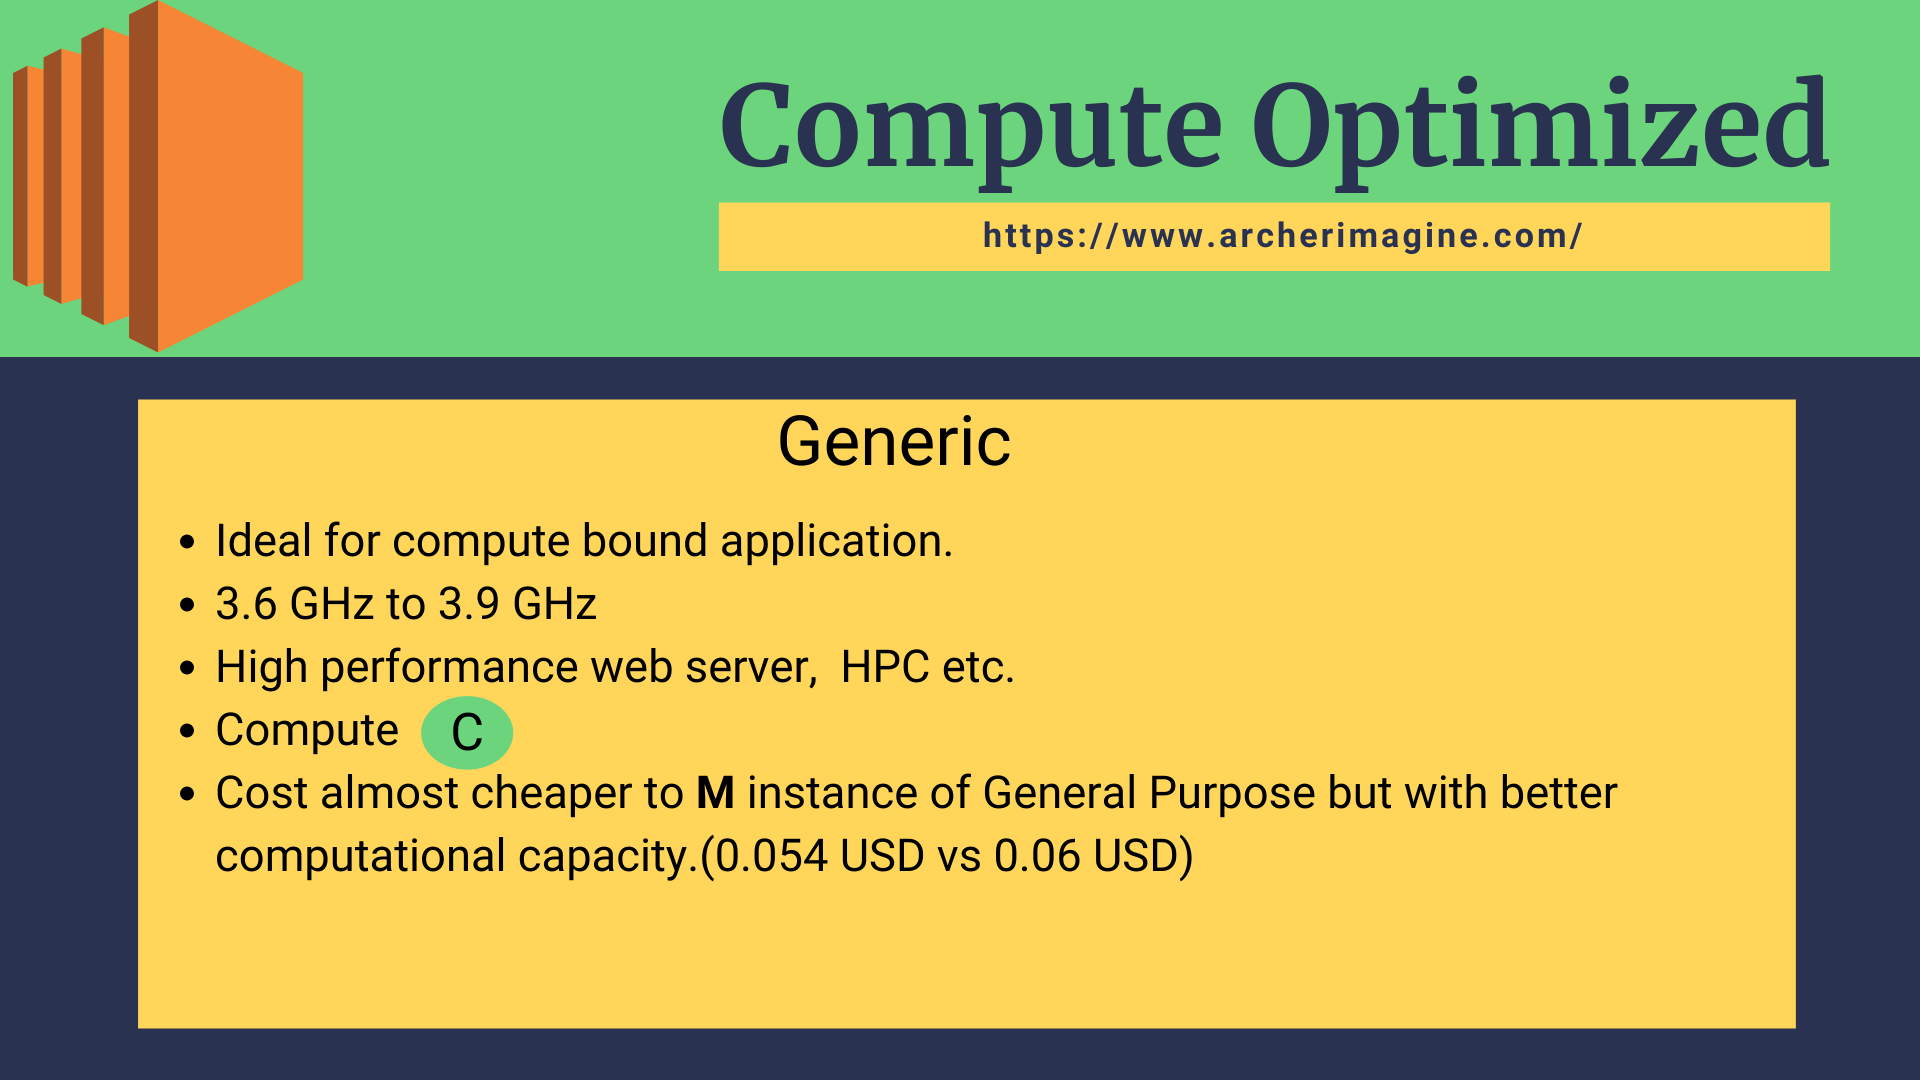 Compute Optimized
https://www.archerimagine.com/
Generic
• Ideal for compute bound application.
• 3.6 GHz to 3.9 GHz
• High performance web server,  HPC etc.
• Compute C
• Cost almost cheaper to M instance of General Purpose but with better
computational capacity.(0.054 USD vs 0.06 USD)